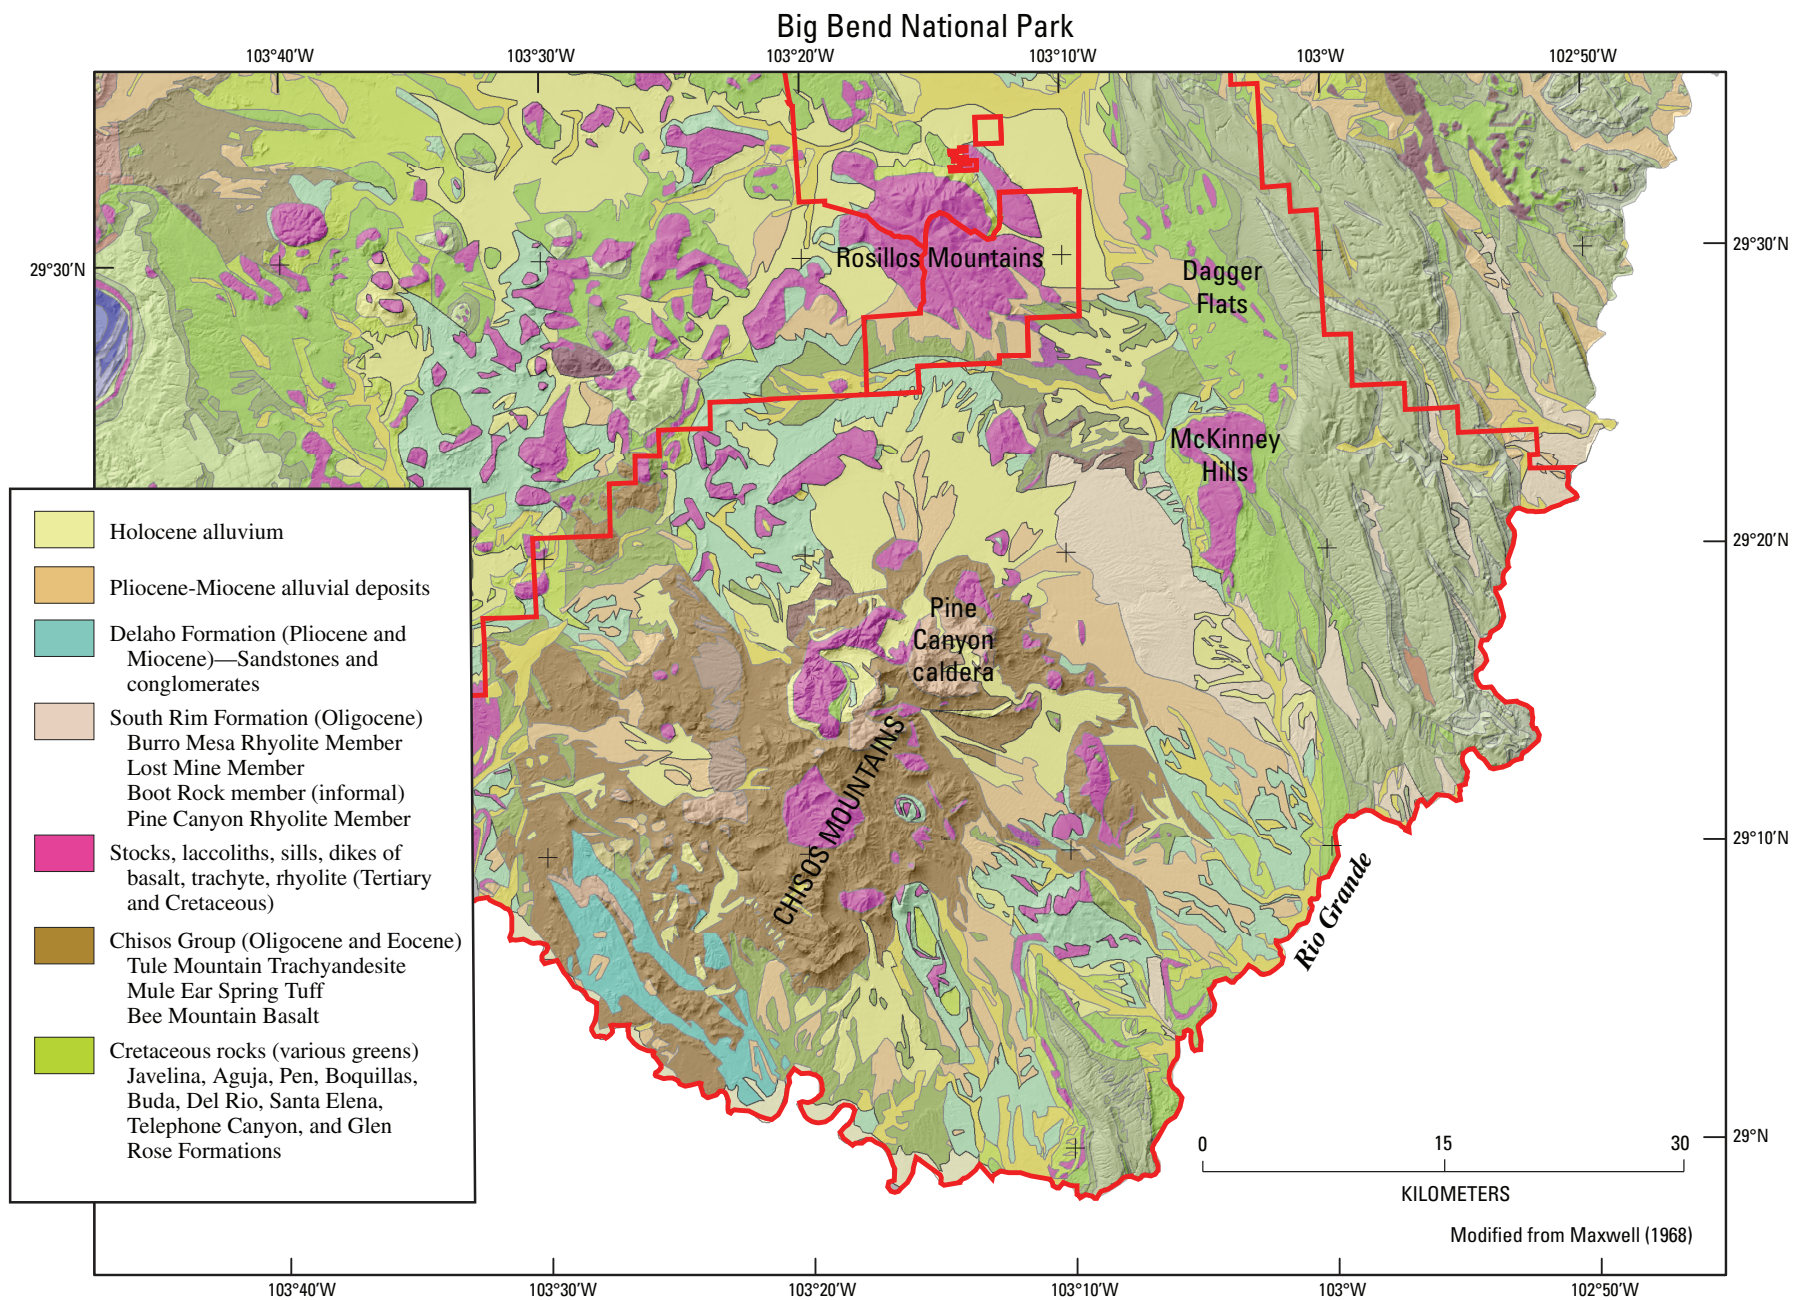 Big Bend National Park
103°40'W 103°30'W 103°20'W 103°10'W 103°W 102°50'W
29°30'N
29°30'N
29°20'N
29°10'N
29°N
Rosillos Mountains
Dagger
Flats
McKinney
Hills
Pine
Canyon
caldera
CHISOS MOUNTAINS
Rio Grande
Holocene alluvium
Pliocene-Miocene alluvial deposits
Delaho Formation (Pliocene and
Miocene)—Sandstones and
conglomerates
South Rim Formation (Oligocene)
Burro Mesa Rhyolite Member
Lost Mine Member
Boot Rock member (informal)
Pine Canyon Rhyolite Member
Stocks, laccoliths, sills, dikes of
basalt, trachyte, rhyolite (Tertiary
and Cretaceous)
Chisos Group (Oligocene and Eocene)
Tule Mountain Trachyandesite
Mule Ear Spring Tuff
Bee Mountain Basalt
Cretaceous rocks (various greens)
Javelina, Aguja, Pen, Boquillas,
Buda, Del Rio, Santa Elena,
Telephone Canyon, and Glen
Rose Formations
0 15 30
KILOMETERS
Modified from Maxwell (1968)
103°40'W 103°30'W 103°20'W 103°10'W 103°W 102°50'W